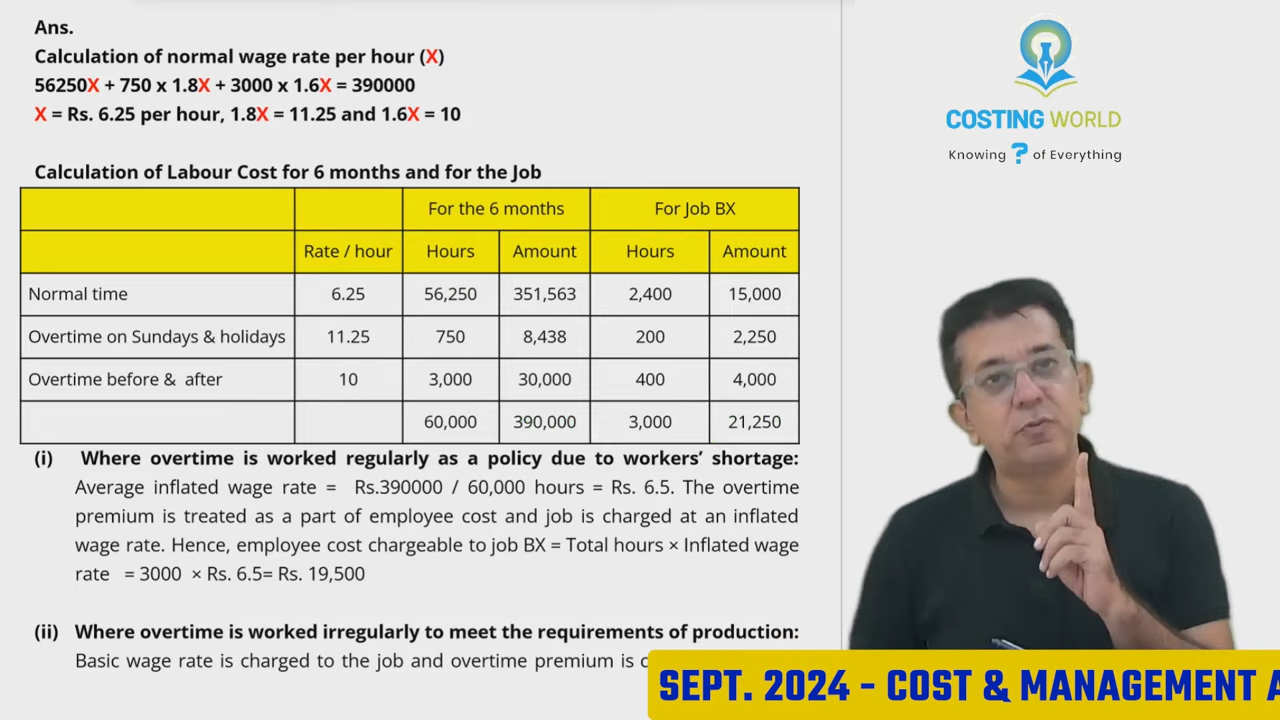 Ans.
Calculation of normal wage rate per hour (X)
56250X + 750 x 1.8X + 3000 x 1.6X = 390000
X = Rs. 6.25 per hour, 1.8X = 11.25 and 1.6X = 10
Calculation of Labour Cost for 6 months and for the Job
For the 6 months For Job BX
Rate / hour Hours Amount Hours Amount
Normal time 6.25 56,250 351,563 2,400 15,000
Overtime on Sundays & holidays 11.25 750 8,438 200 2,250
Overtime before & after 10 3,000 30,000 400 4,000
60,000 390,000 3,000 21,250
(i) Where overtime is worked regularly as a policy due to workers’ shortage:
Average inflated wage rate = Rs.390000 / 60,000 hours = Rs. 6.5. The overtime
premium is treated as a part of employee cost and job is charged at an inflated
wage rate. Hence, employee cost chargeable to job BX = Total hours × Inflated wage
rate = 3000 × Rs. 6.5= Rs. 19,500
(ii) Where overtime is worked irregularly to meet the requirements of production:
Basic wage rate is charged to the job and overtime premium is
COSTING WORLD
Knowing ? of Everything
SEPT. 2024 - COST & MANAGEMENT